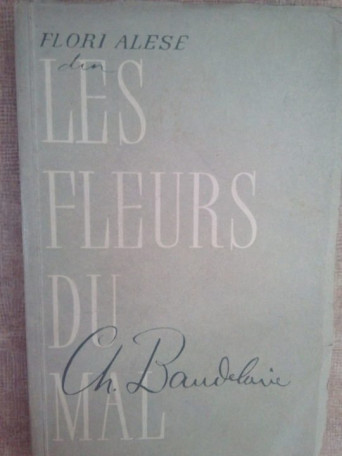 FLORI ALESE
din
LES
FLEURS
DU
Ch. Baudelaire
MAL